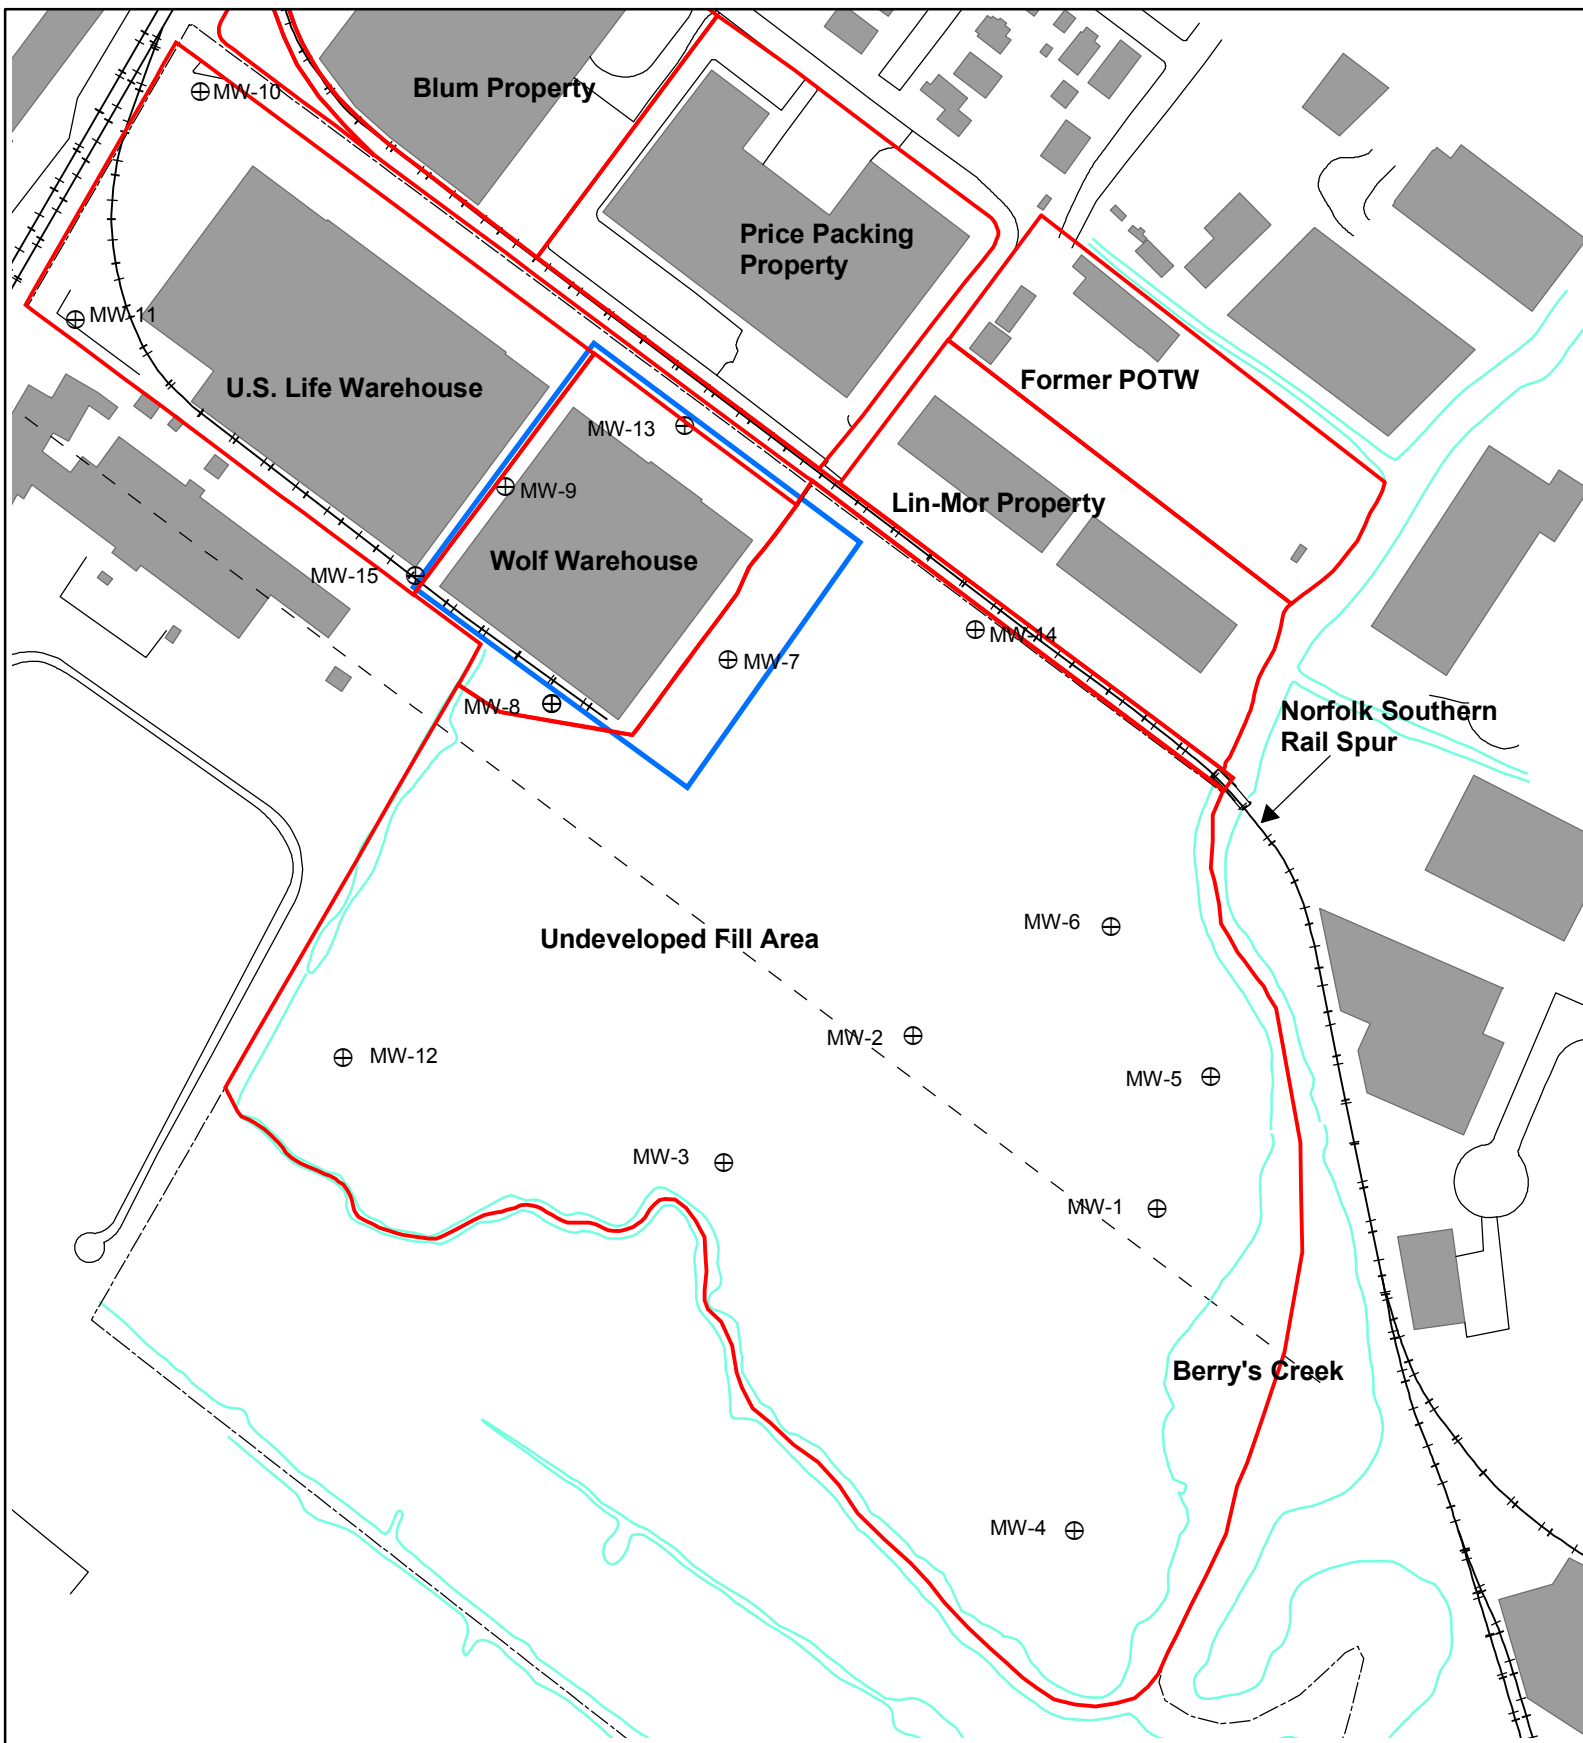 Blum Property
MW-10
Price Packing
Property
MW-11
U.S. Life Warehouse
Former POTW
MW-13
MW-9
Lin-Mor Property
Wolf Warehouse
MW-15
MW-14
MW-7
MW-8
Norfolk Southern
Rail Spur
MW-6
Undeveloped Fill Area
MW-2
MW-12
MW-5
MW-3
MW-1
Berry's Creek
MW-4